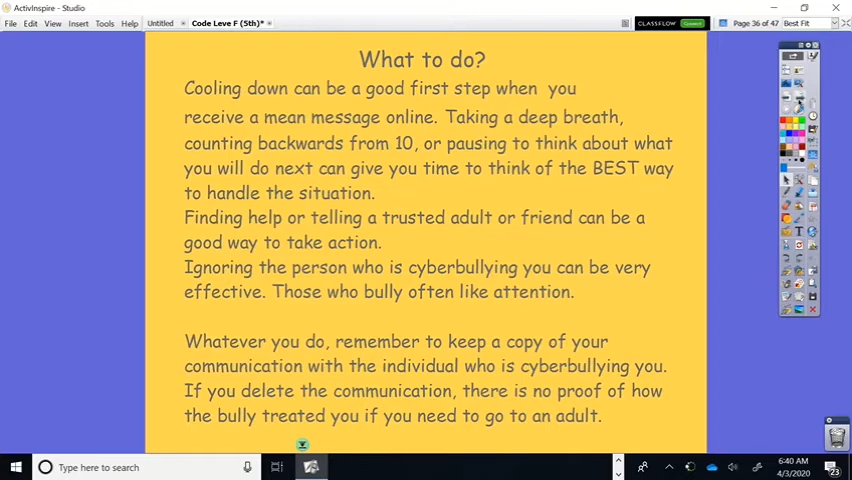 ActivInspire - Studio
File Edit View Insert Tools Help Untitled Code Leve F (5th)* CLASSFLOW Connect Page 36 of 47 Best Fit
What to do?
Cooling down can be a good first step when you
receive a mean message online. Taking a deep breath,
counting backwards from 10, or pausing to think about what
you will do next can give you time to think of the BEST way
to handle the situation.
Finding help or telling a trusted adult or friend can be a
good way to take action.
Ignoring the person who is cyberbullying you can be very
effective. Those who bully often like attention.
Whatever you do, remember to keep a copy of your
communication with the individual who is cyberbullying you.
If you delete the communication, there is no proof of how
the bully treated you if you need to go to an adult.
Type here to search
6:40 AM
4/3/2020
23